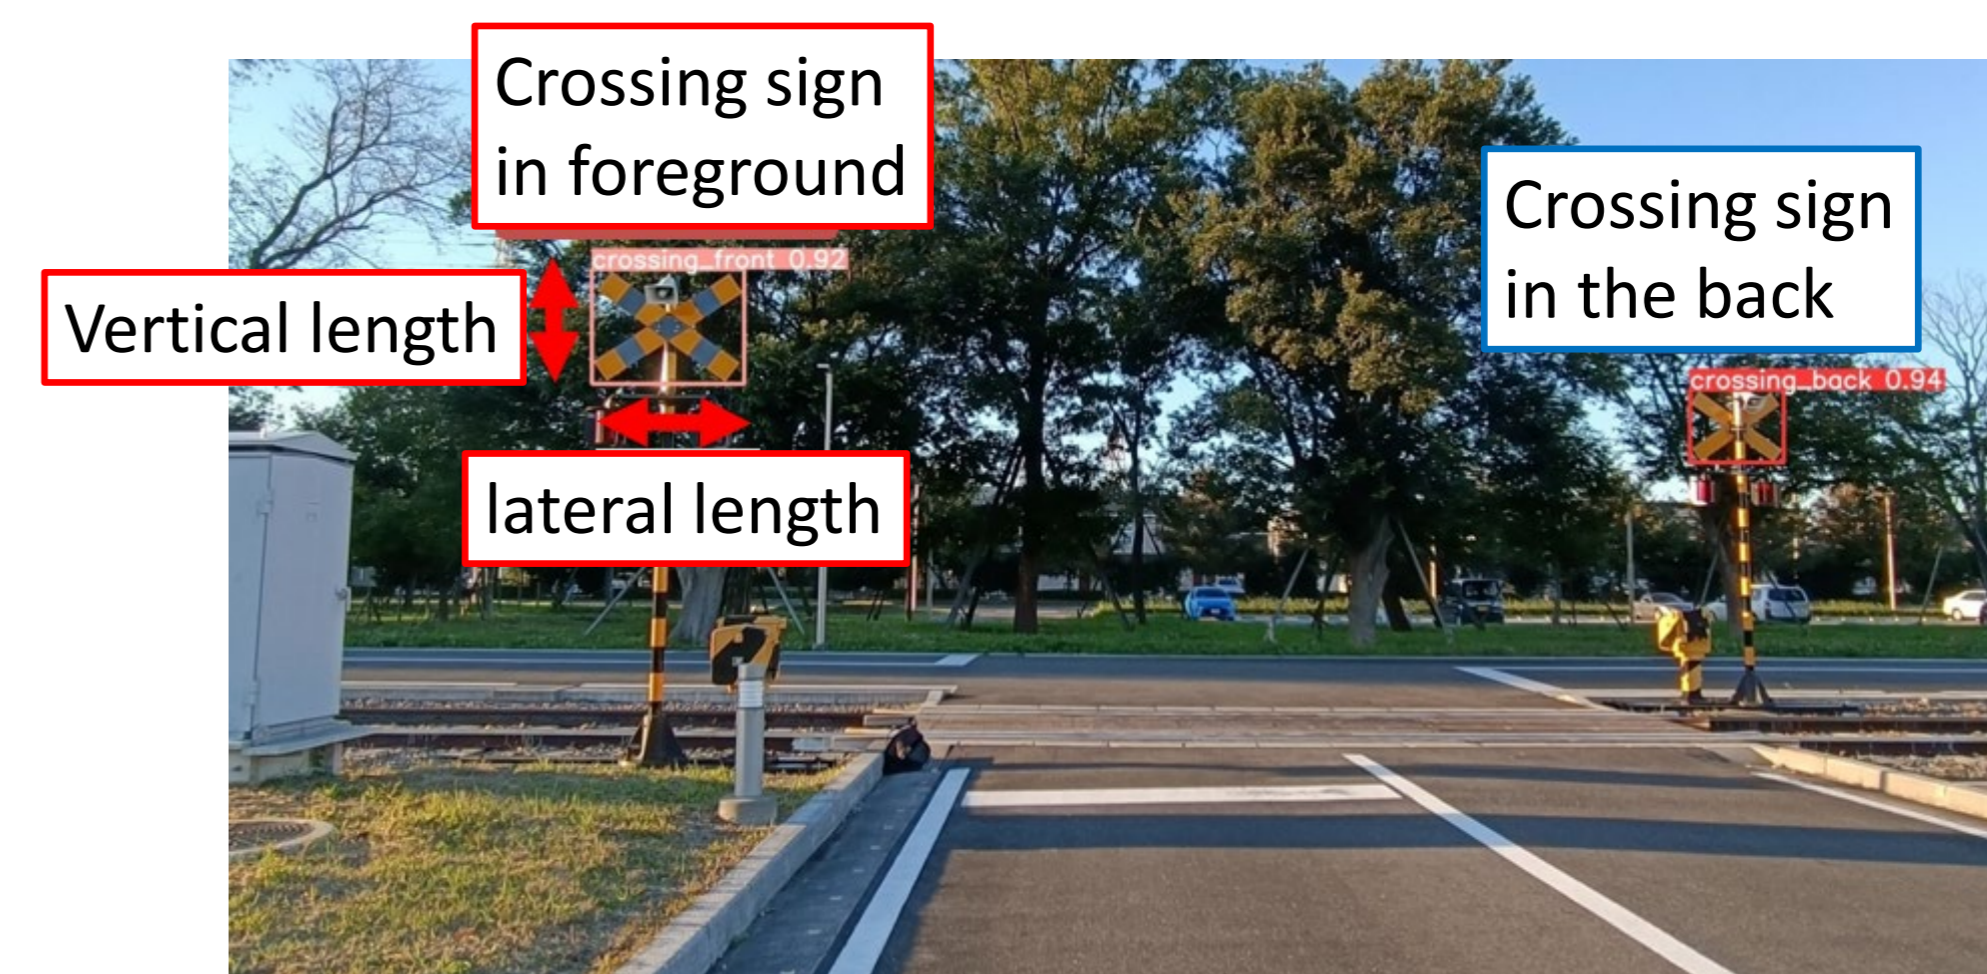 Crossing sign
in foreground
Crossing sign
in the back
crossing_front 0.92
Vertical length
crossing_back 0.94
lateral length